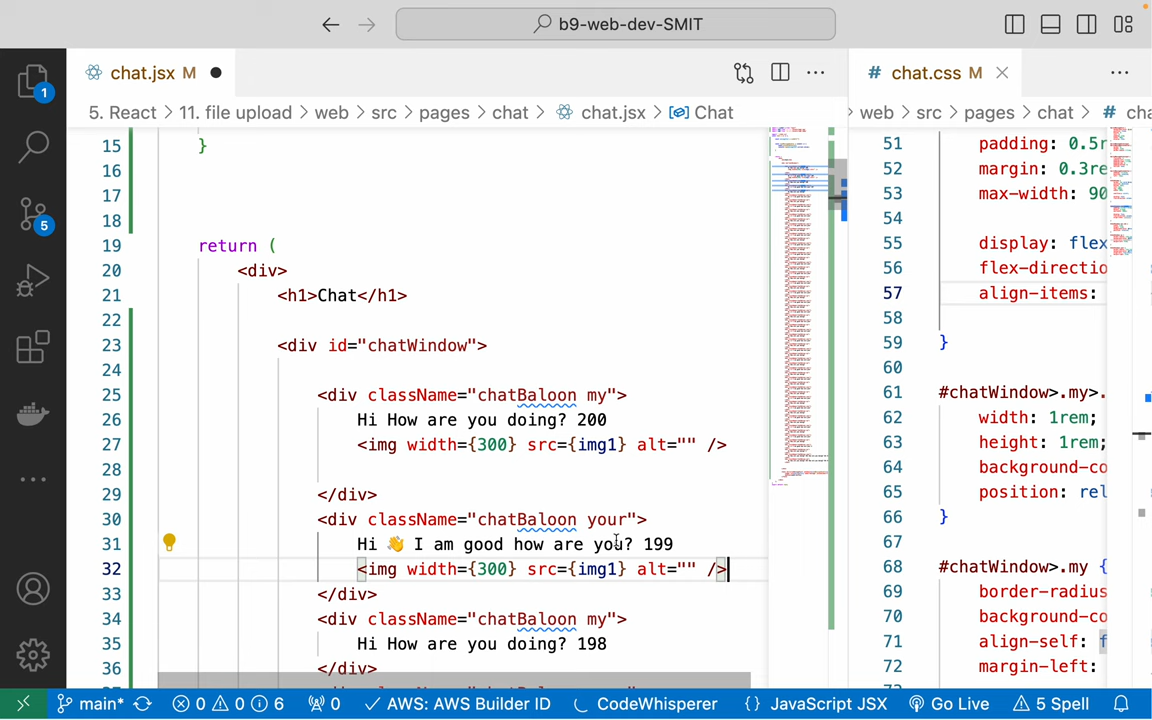 b9-web-dev-SMIT
chat.jsx M
# chat.css M
5. React > 11. file upload > web > src > pages > chat > chat.jsx > Chat
> web > src > pages > chat > # cha
1
5
15 }
16
17
18
19 return (
20 <div>
21 <h1>Chat</h1>
22
23 <div id="chatWindow">
24
25 <div className="chatBaloon my">
26 Hi How are you doing? 200
27 <img width={300} src={img1} alt="" />
28
29 </div>
30 <div className="chatBaloon your">
31 Hi 👋 I am good how are you? 199
32 <img width={300} src={img1} alt="" />
33 </div>
34 <div className="chatBaloon my">
35 Hi How are you doing? 198
36 </div>
51 padding: 0.5r
52 margin: 0.3re
53 max-width: 90
54
55 display: flex
56 flex-directio
57 align-items:
58
59 }
60
61 #chatWindow>.my>.
62 width: 1rem;
63 height: 1rem;
64 background-co
65 position: rel
66 }
67
68 #chatWindow>.my {
69 border-radius
70 background-co
71 align-self: f
72 margin-left:
main* 0 0 6 0 AWS: AWS Builder ID CodeWhisperer {} JavaScript JSX Go Live 5 Spell